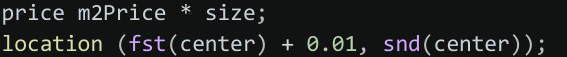 price m2Price * size;
location (fst(center) + 0.01, snd(center));